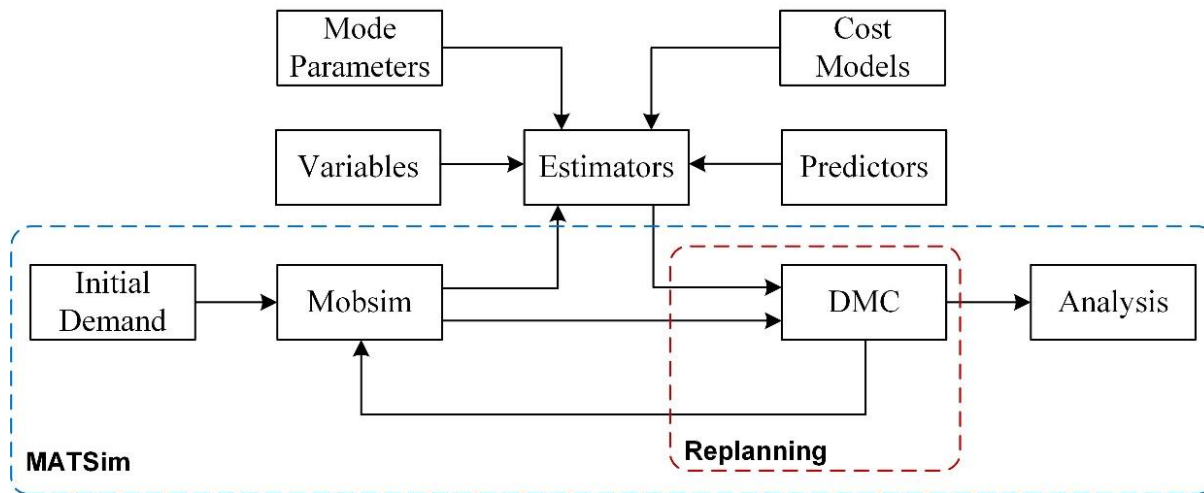 Mode
Parameters
Cost
Models
Variables
Estimators
Predictors
Initial
Demand
Mobsim
DMC
Analysis
MATSim
Replanning